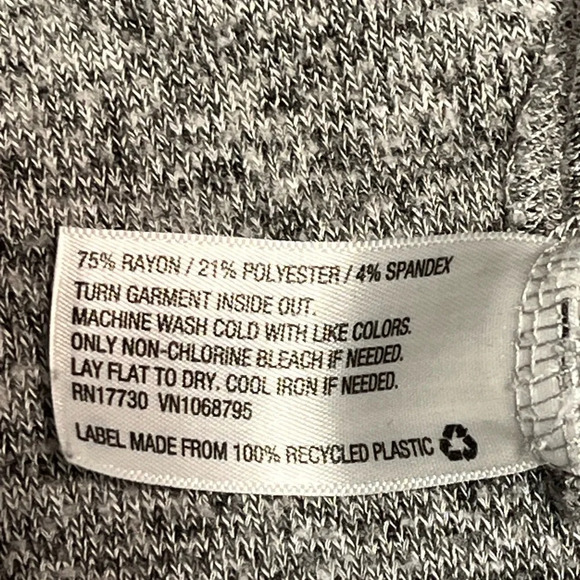 75% RAYON / 21% POLYESTER / 4% SPANDEX
TURN GARMENT INSIDE OUT.
MACHINE WASH COLD WITH LIKE COLORS.
ONLY NON-CHLORINE BLEACH IF NEEDED.
LAY FLAT TO DRY. COOL IRON IF NEEDED.
RN17730 VN1068795
LABEL MADE FROM 100% RECYCLED PLASTIC